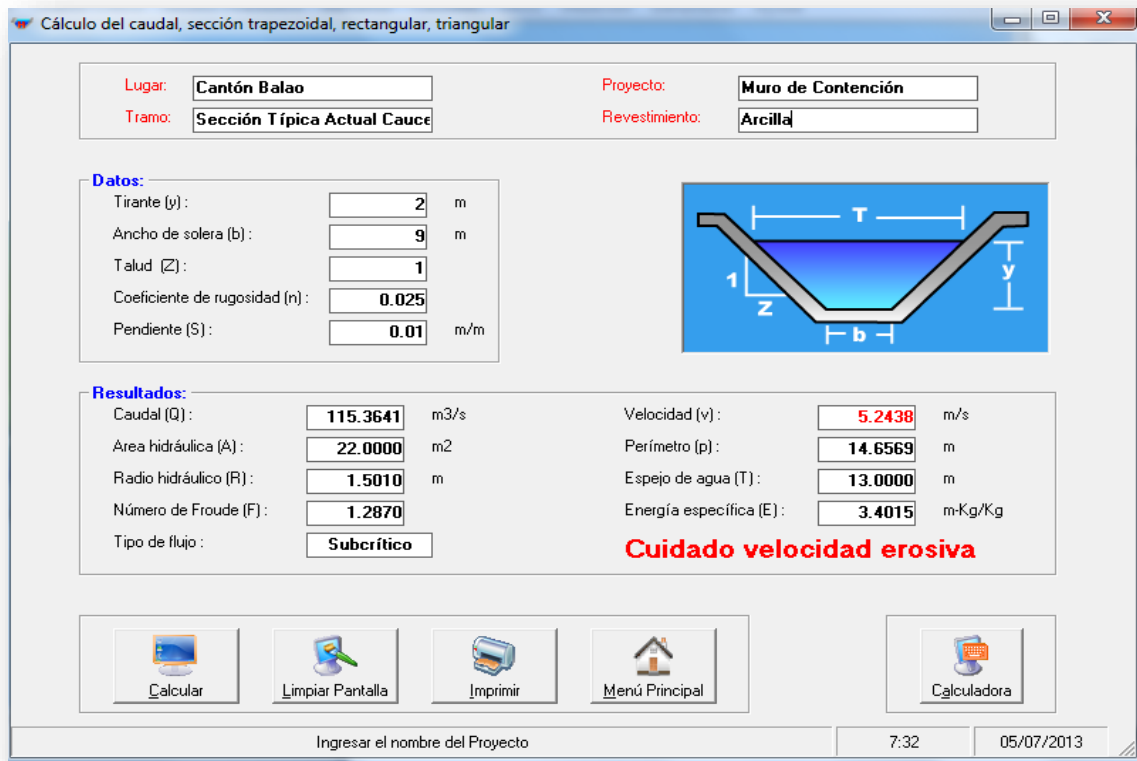 Cálculo del caudal, sección trapezoidal, rectangular, triangular
Lugar: Cantón Balao
Proyecto: Muro de Contención
Tramo: Sección Típica Actual Cauce
Revestimiento: Arcilla
Datos:
Tirante (y) : 2 m
Ancho de solera (b) : 9 m
Talud (Z) : 1
Coeficiente de rugosidad (n) : 0.025
Pendiente (S) : 0.01 m/m
T
y
1
Z
b
Resultados:
Caudal (Q) : 115.3641 m3/s
Velocidad (v) : 5.2438 m/s
Area hidráulica (A) : 22.0000 m2
Perímetro (p) : 14.6569 m
Radio hidráulico (R) : 1.5010 m
Espejo de agua (T) : 13.0000 m
Número de Froude (F) : 1.2870
Energía específica (E) : 3.4015 m-Kg/Kg
Tipo de flujo : Subcrítico
Cuidado velocidad erosiva
Calcular
Limpiar Pantalla
Imprimir
Menú Principal
Calculadora
Ingresar el nombre del Proyecto
7:32
05/07/2013